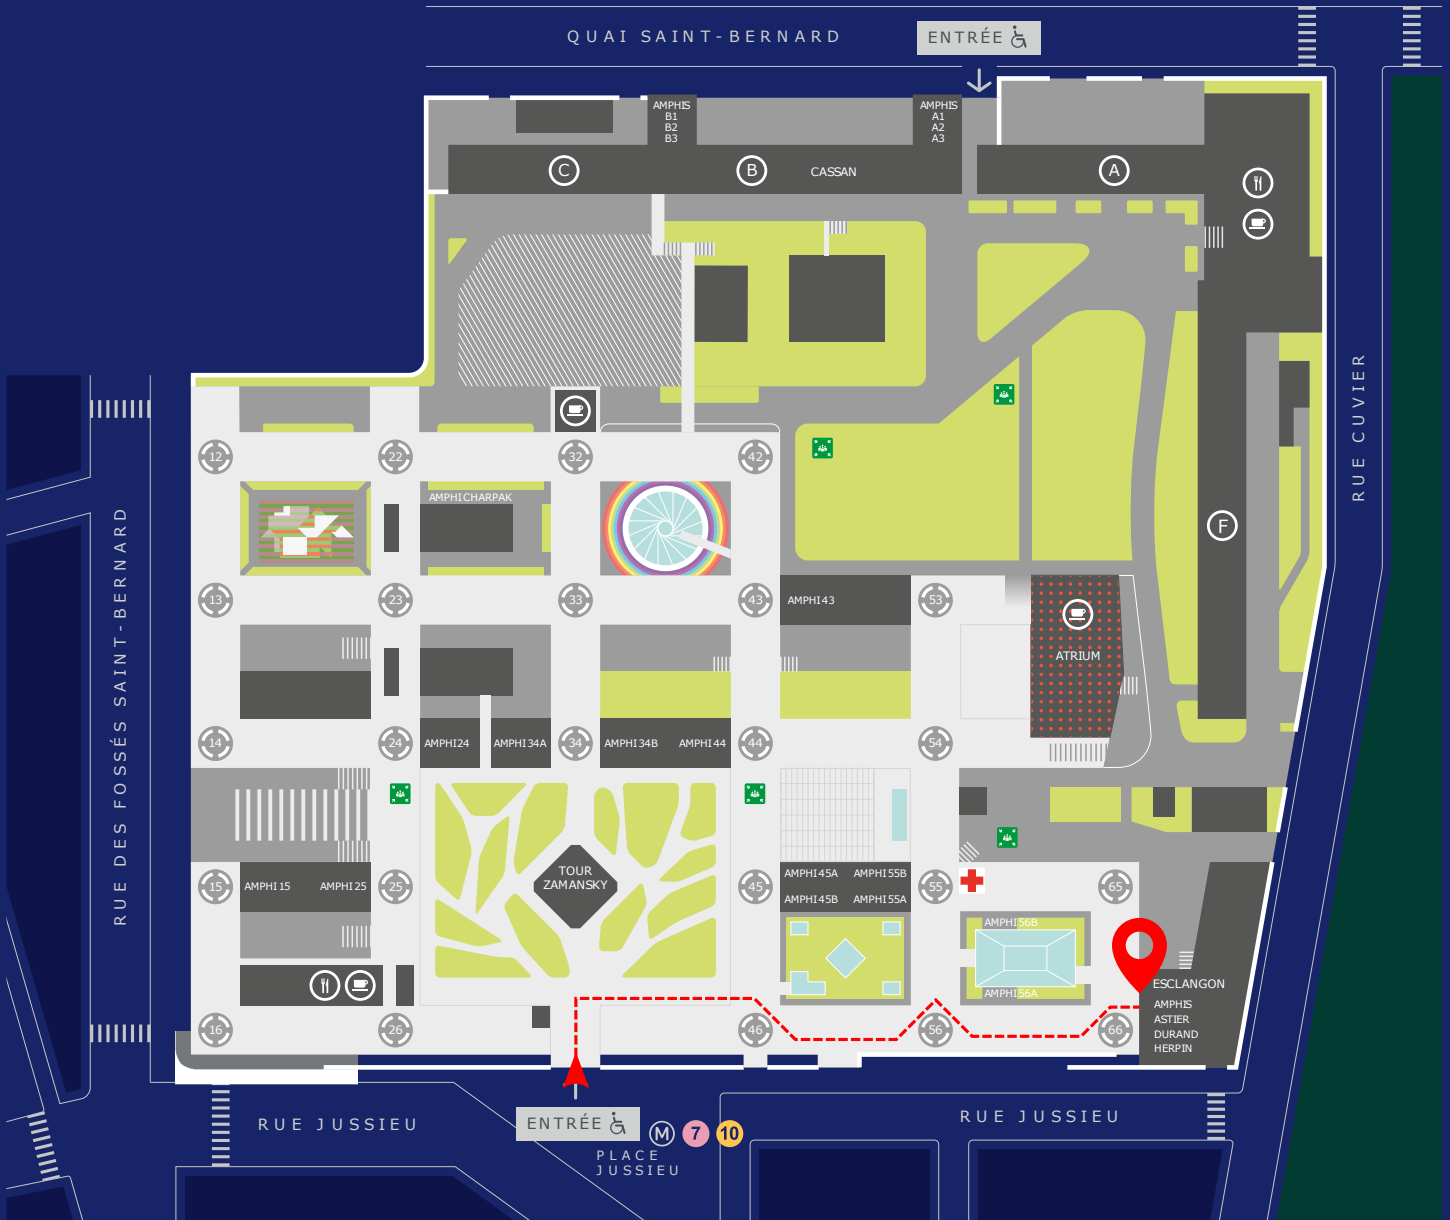 QUAI SAINT-BERNARD
ENTRÉE
AMPHIS
B1
B2
B3
AMPHIS
A1
A2
A3
C
B
CASSAN
A
RUE CUVIER
12
22
32
42
AMPHI CHARPAK
F
RUE DES FOSSÉS SAINT-BERNARD
13
23
33
43
AMPHI 43
53
ATRIUM
14
24
AMPHI 24
AMPHI 34A
34
AMPHI 34B
AMPHI 44
44
54
15
AMPHI 15
AMPHI 25
25
TOUR
ZAMANSKY
45
AMPHI 45A
AMPHI 55B
AMPHI 45B
AMPHI 55A
55
65
AMPHI 56B
AMPHI 56A
ESCLANGON
AMPHIS
ASTIER
DURAND
HERPIN
16
26
46
56
66
RUE JUSSIEU
ENTRÉE
M
7
10
PLACE
JUSSIEU
RUE JUSSIEU